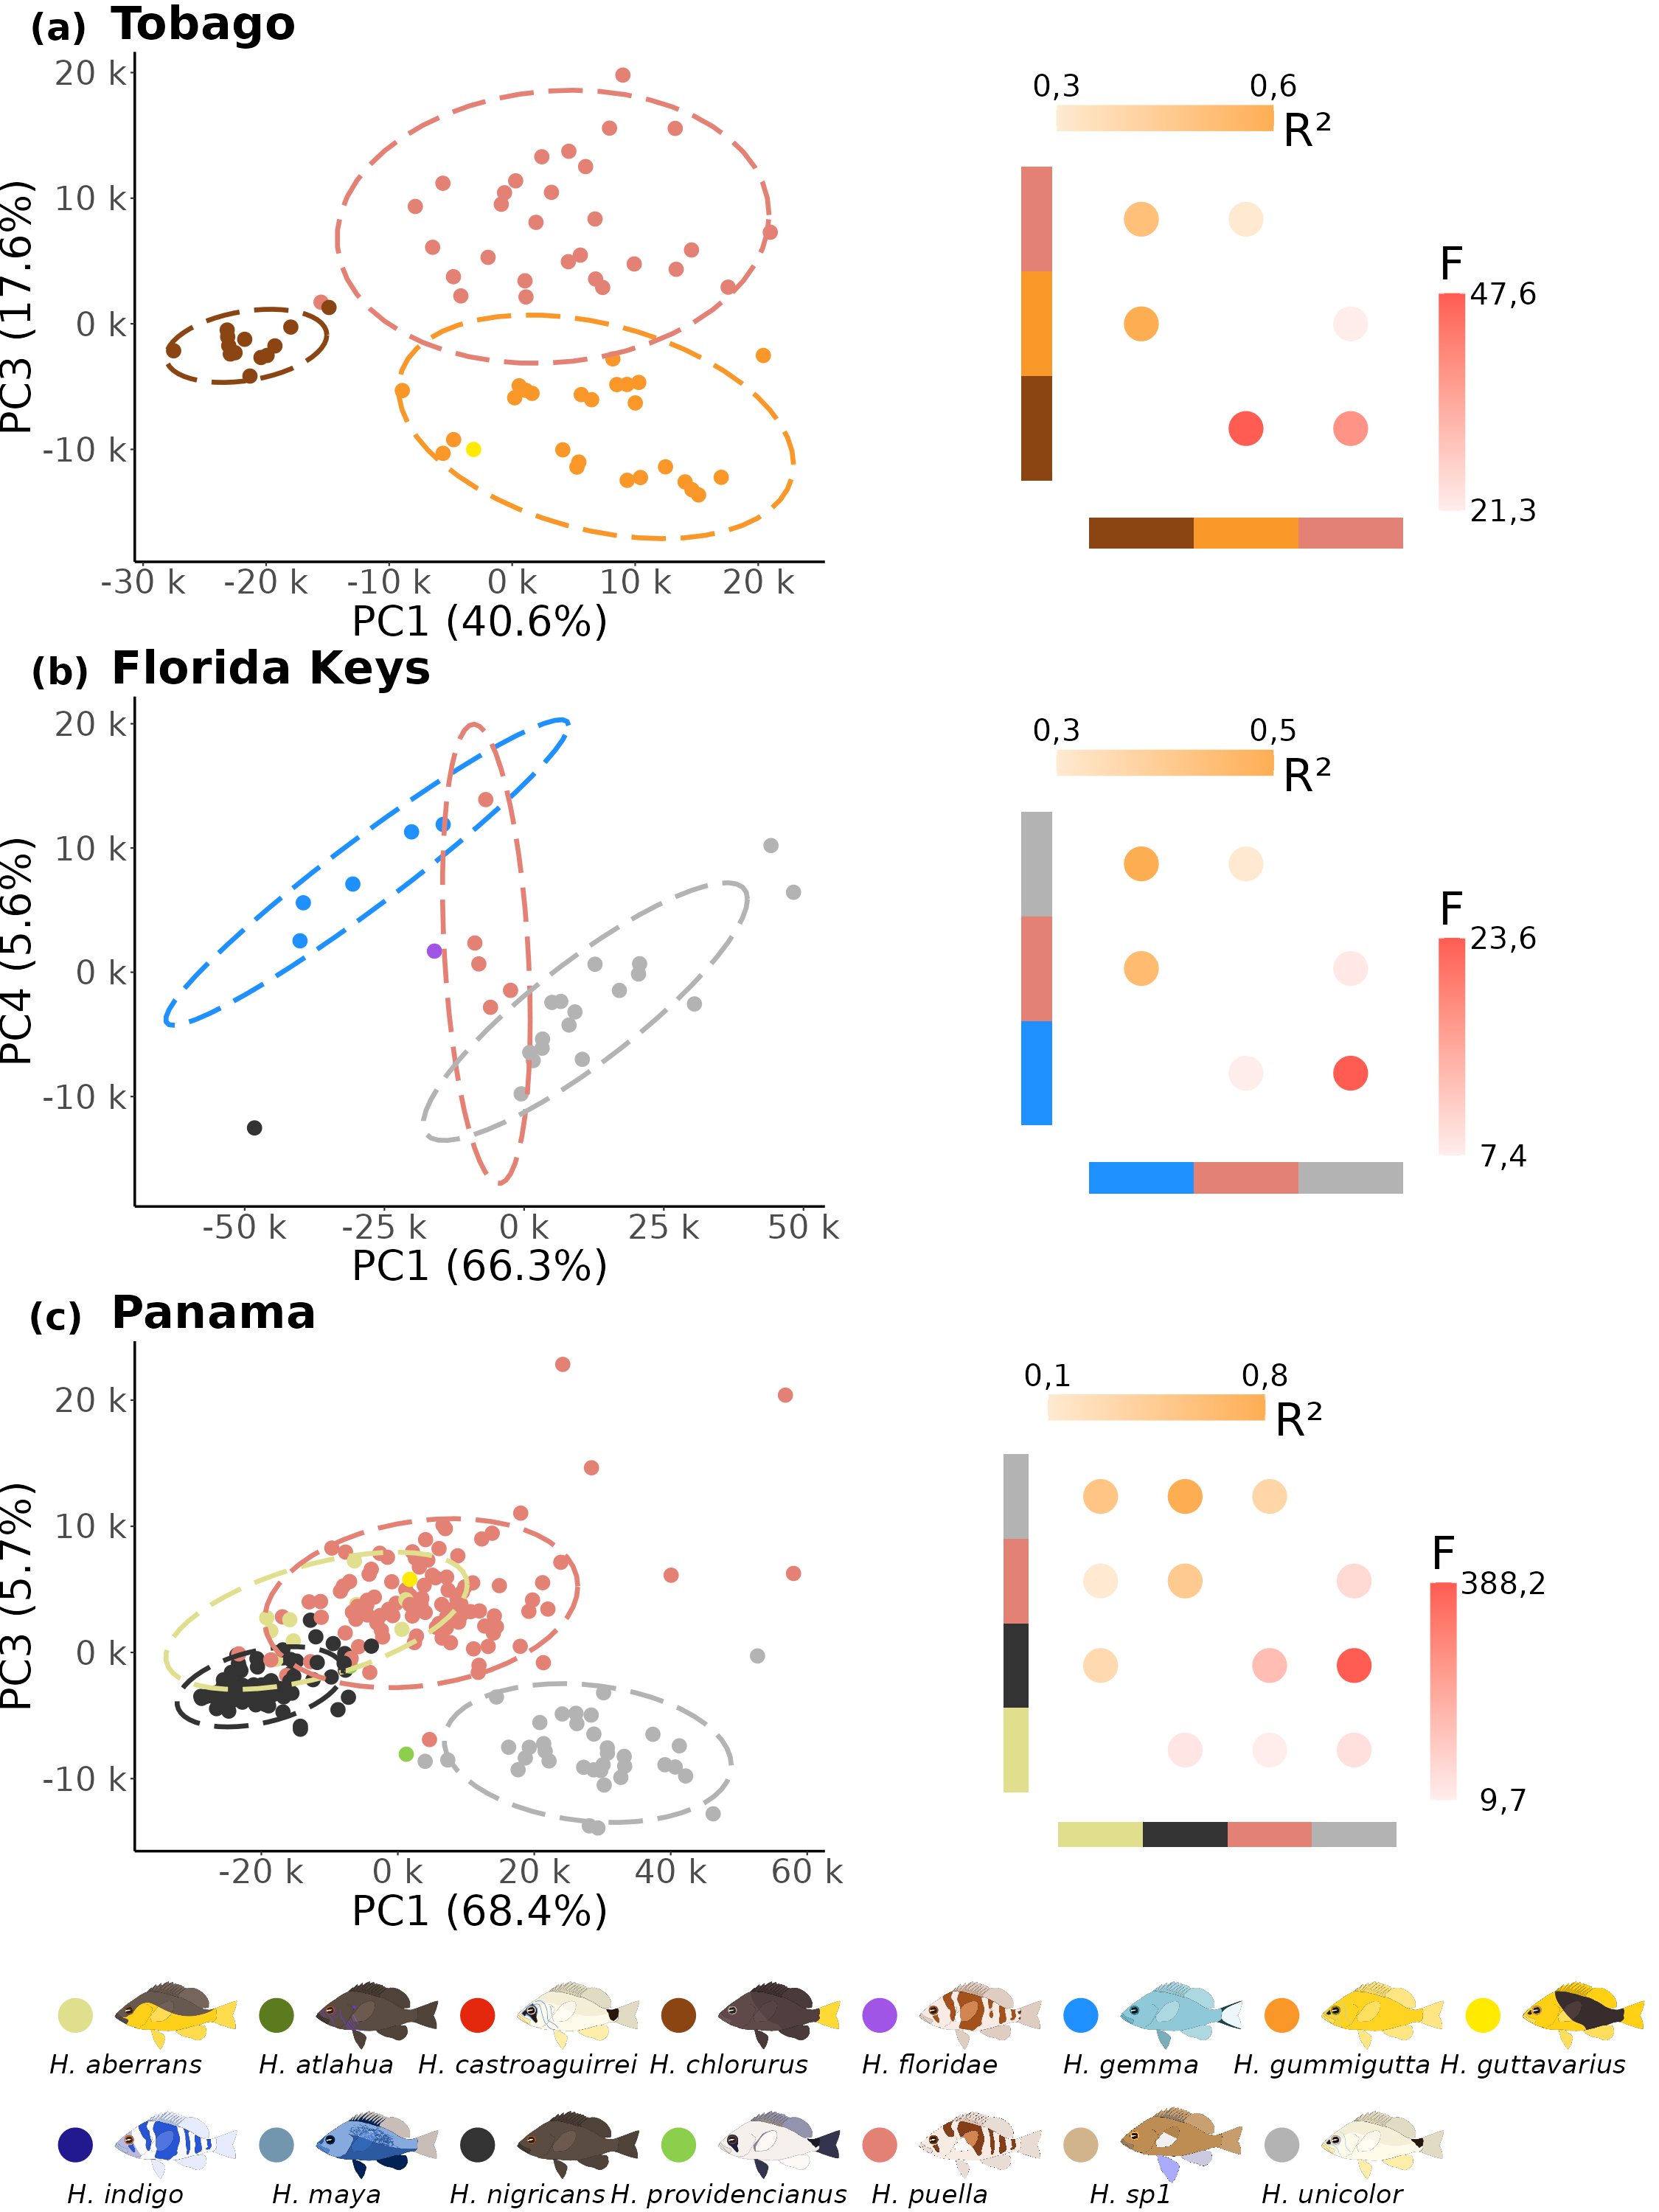 (a) Tobago
20 k
10 k
0 k
-10 k
PC3 (17.6%)
-30 k -20 k -10 k 0 k 10 k 20 k
PC1 (40.6%)
0,3 0,6
R²
F
47,6
21,3
(b) Florida Keys
20 k
10 k
0 k
-10 k
PC4 (5.6%)
-50 k -25 k 0 k 25 k 50 k
PC1 (66.3%)
0,3 0,5
R²
F
23,6
7,4
(c) Panama
20 k
10 k
0 k
-10 k
PC3 (5.7%)
-20 k 0 k 20 k 40 k 60 k
PC1 (68.4%)
0,1 0,8
R²
F
388,2
9,7
H. aberrans H. atlahua H. castroaguirrei H. chlorurus H. floridae H. gemma H. gummigutta H. guttavarius
H. indigo H. maya H. nigricans H. providencianus H. puella H. sp1 H. unicolor